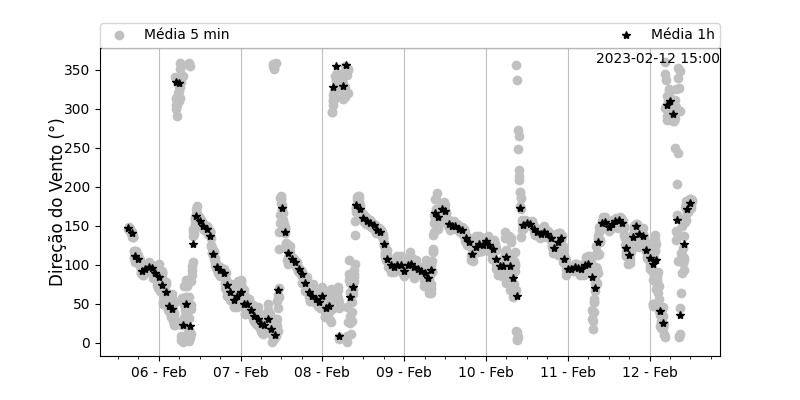 Média 5 min
Média 1h
2023-02-12 15:00
Direção do Vento (°)
350
300
250
200
150
100
50
0
06 - Feb
07 - Feb
08 - Feb
09 - Feb
10 - Feb
11 - Feb
12 - Feb